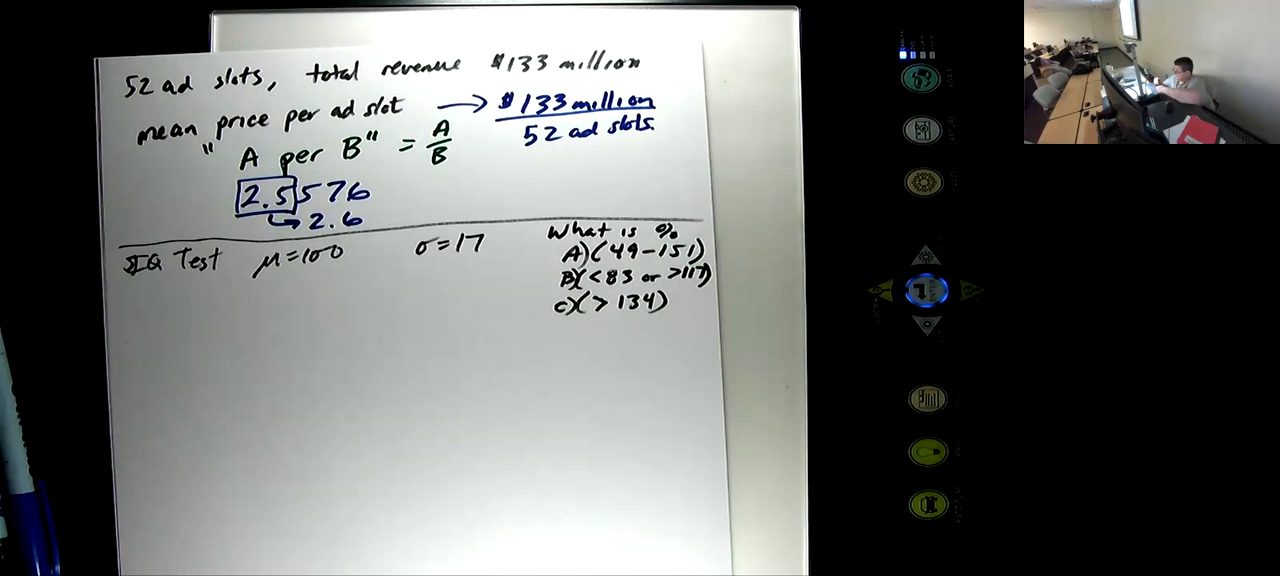 52 ad slots, total revenue $133 million
mean price per ad slot → $133 million
52 ad slots.
"A per B" = A
B
2.5576
↳ 2.6
IQ Test μ=100 σ=17
What is %
A) (49-151)
B) (<83 or >117)
C) (> 134)